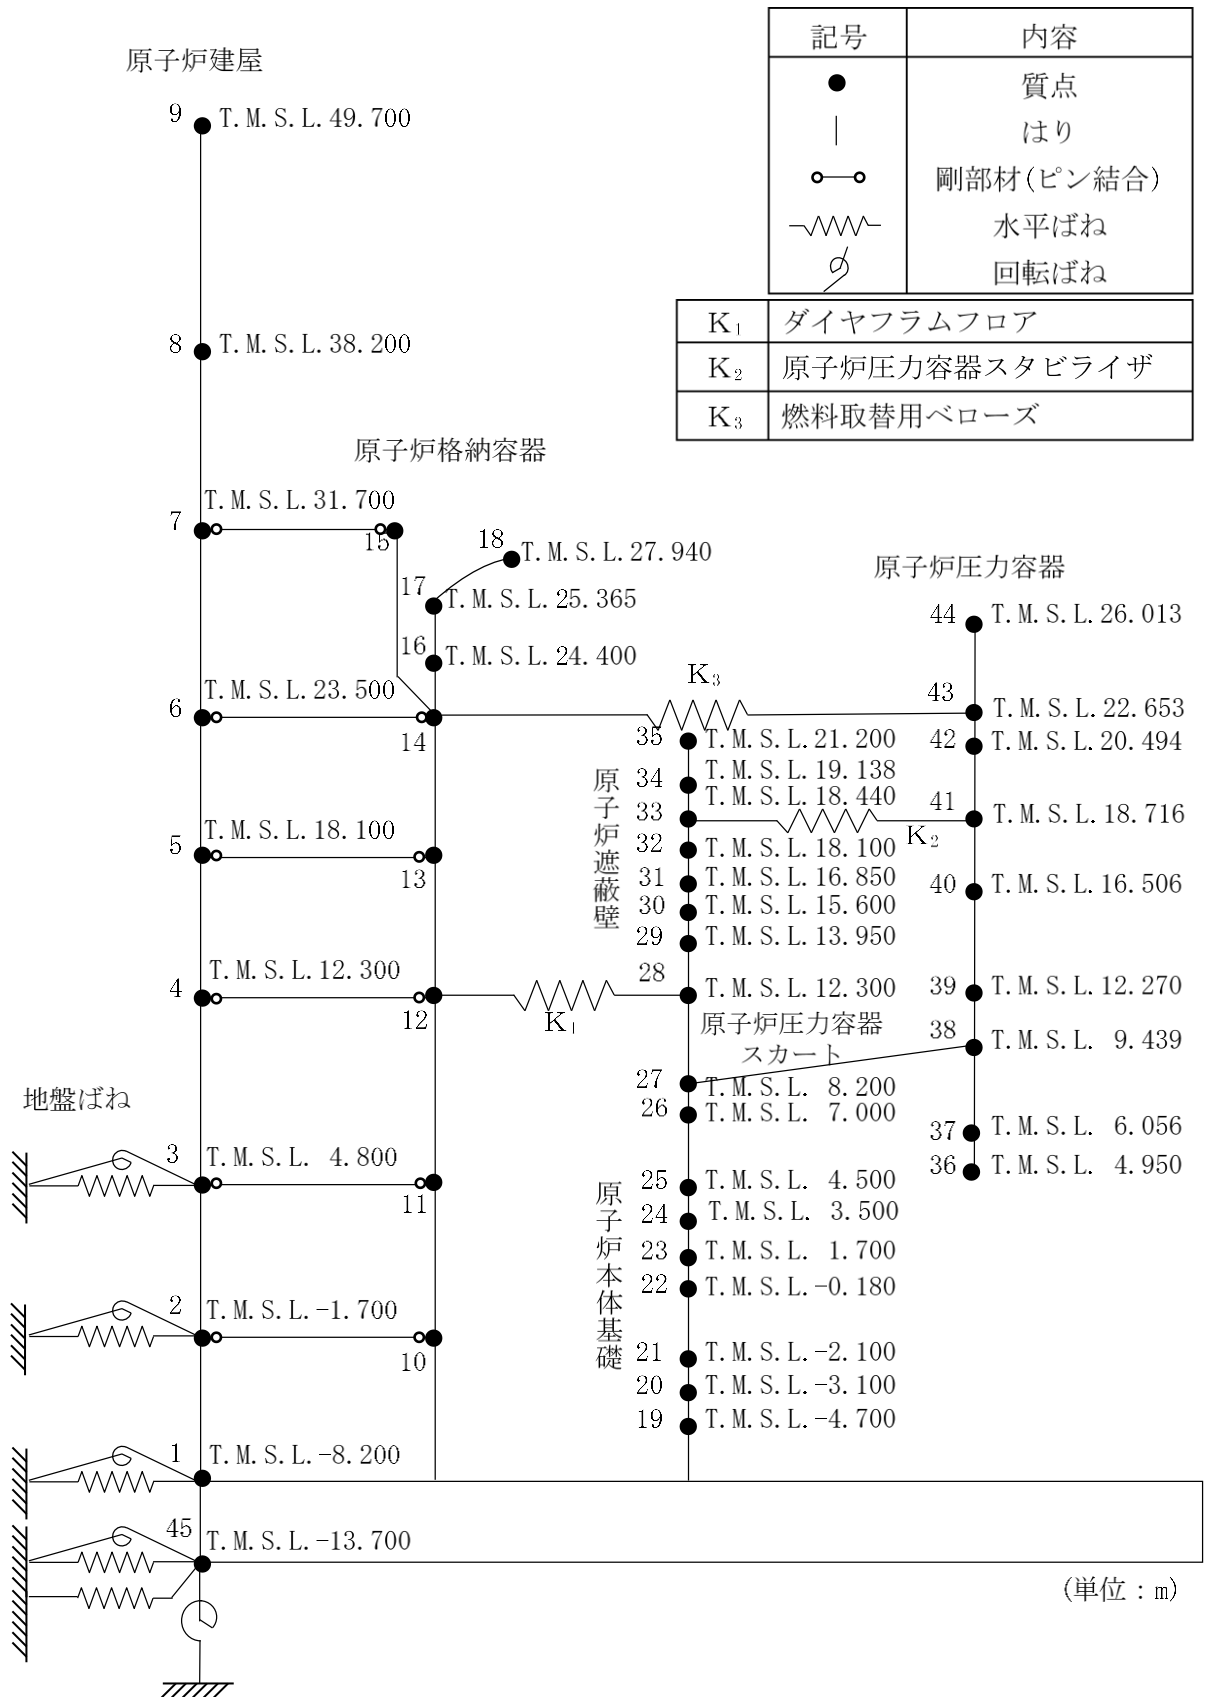 記号 内容
質点
はり
剛部材(ピン結合)
水平ばね
回転ばね
K₁ ダイヤフラムフロア
K₂ 原子炉圧力容器スタビライザ
K₃ 燃料取替用ベローズ
原子炉建屋
9 T.M.S.L.49.700
8 T.M.S.L.38.200
7 T.M.S.L.31.700
6 T.M.S.L.23.500
5 T.M.S.L.18.100
4 T.M.S.L.12.300
3 T.M.S.L. 4.800
2 T.M.S.L.-1.700
1 T.M.S.L.-8.200
45 T.M.S.L.-13.700
地盤ばね
原子炉格納容器
15
18 T.M.S.L.27.940
17 T.M.S.L.25.365
16 T.M.S.L.24.400
14
13
12
11
10
K₃
K₂
K₁
原子炉遮蔽壁
35 T.M.S.L.21.200
34 T.M.S.L.19.138
33 T.M.S.L.18.440
32 T.M.S.L.18.100
31 T.M.S.L.16.850
30 T.M.S.L.15.600
29 T.M.S.L.13.950
28 T.M.S.L.12.300
原子炉圧力容器
スカート
27 T.M.S.L. 8.200
26 T.M.S.L. 7.000
原子炉本体基礎
25 T.M.S.L. 4.500
24 T.M.S.L. 3.500
23 T.M.S.L. 1.700
22 T.M.S.L.-0.180
21 T.M.S.L.-2.100
20 T.M.S.L.-3.100
19 T.M.S.L.-4.700
原子炉圧力容器
44 T.M.S.L.26.013
43 T.M.S.L.22.653
42 T.M.S.L.20.494
41 T.M.S.L.18.716
40 T.M.S.L.16.506
39 T.M.S.L.12.270
38 T.M.S.L. 9.439
37 T.M.S.L. 6.056
36 T.M.S.L. 4.950
(単位：m)